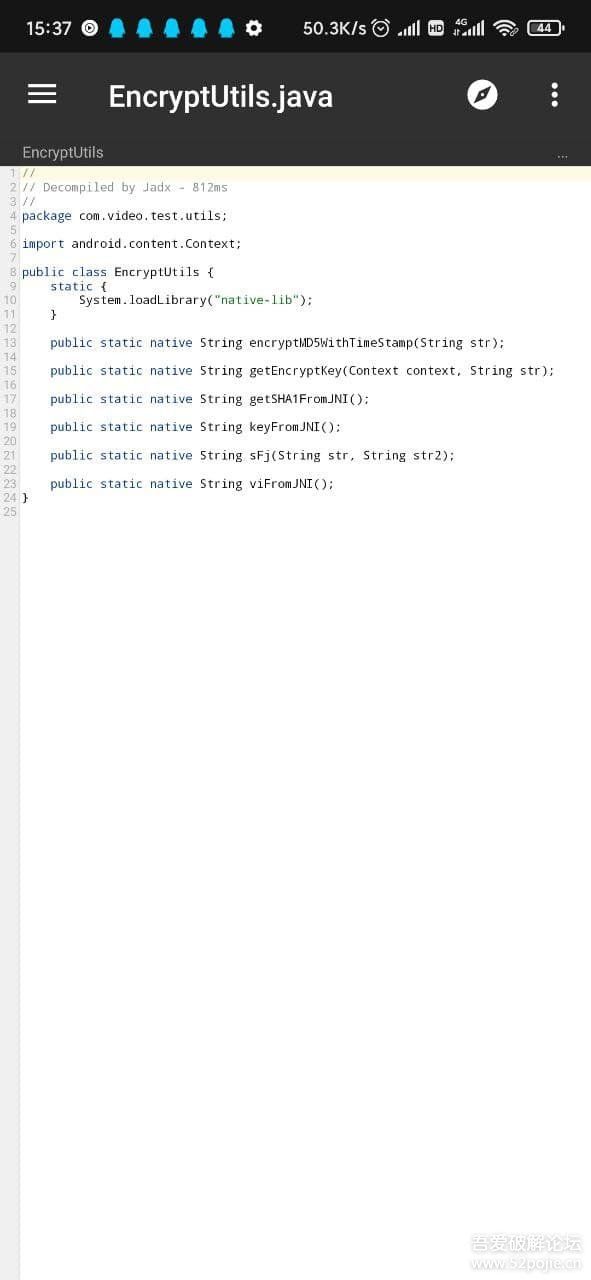 15:37 50.3K/s HD 4G 44
EncryptUtils.java
EncryptUtils ...
1 //
2 // Decompiled by Jadx - 812ms
3 //
4 package com.video.test.utils;
5
6 import android.content.Context;
7
8 public class EncryptUtils {
9 static {
10 System.loadLibrary("native-lib");
11 }
12
13 public static native String encryptMD5WithTimeStamp(String str);
14
15 public static native String getEncryptKey(Context context, String str);
16
17 public static native String getSHA1FromJNI();
18
19 public static native String keyFromJNI();
20
21 public static native String sFj(String str, String str2);
22
23 public static native String viFromJNI();
24 }
25
吾爱破解论坛
www.52pojie.cn